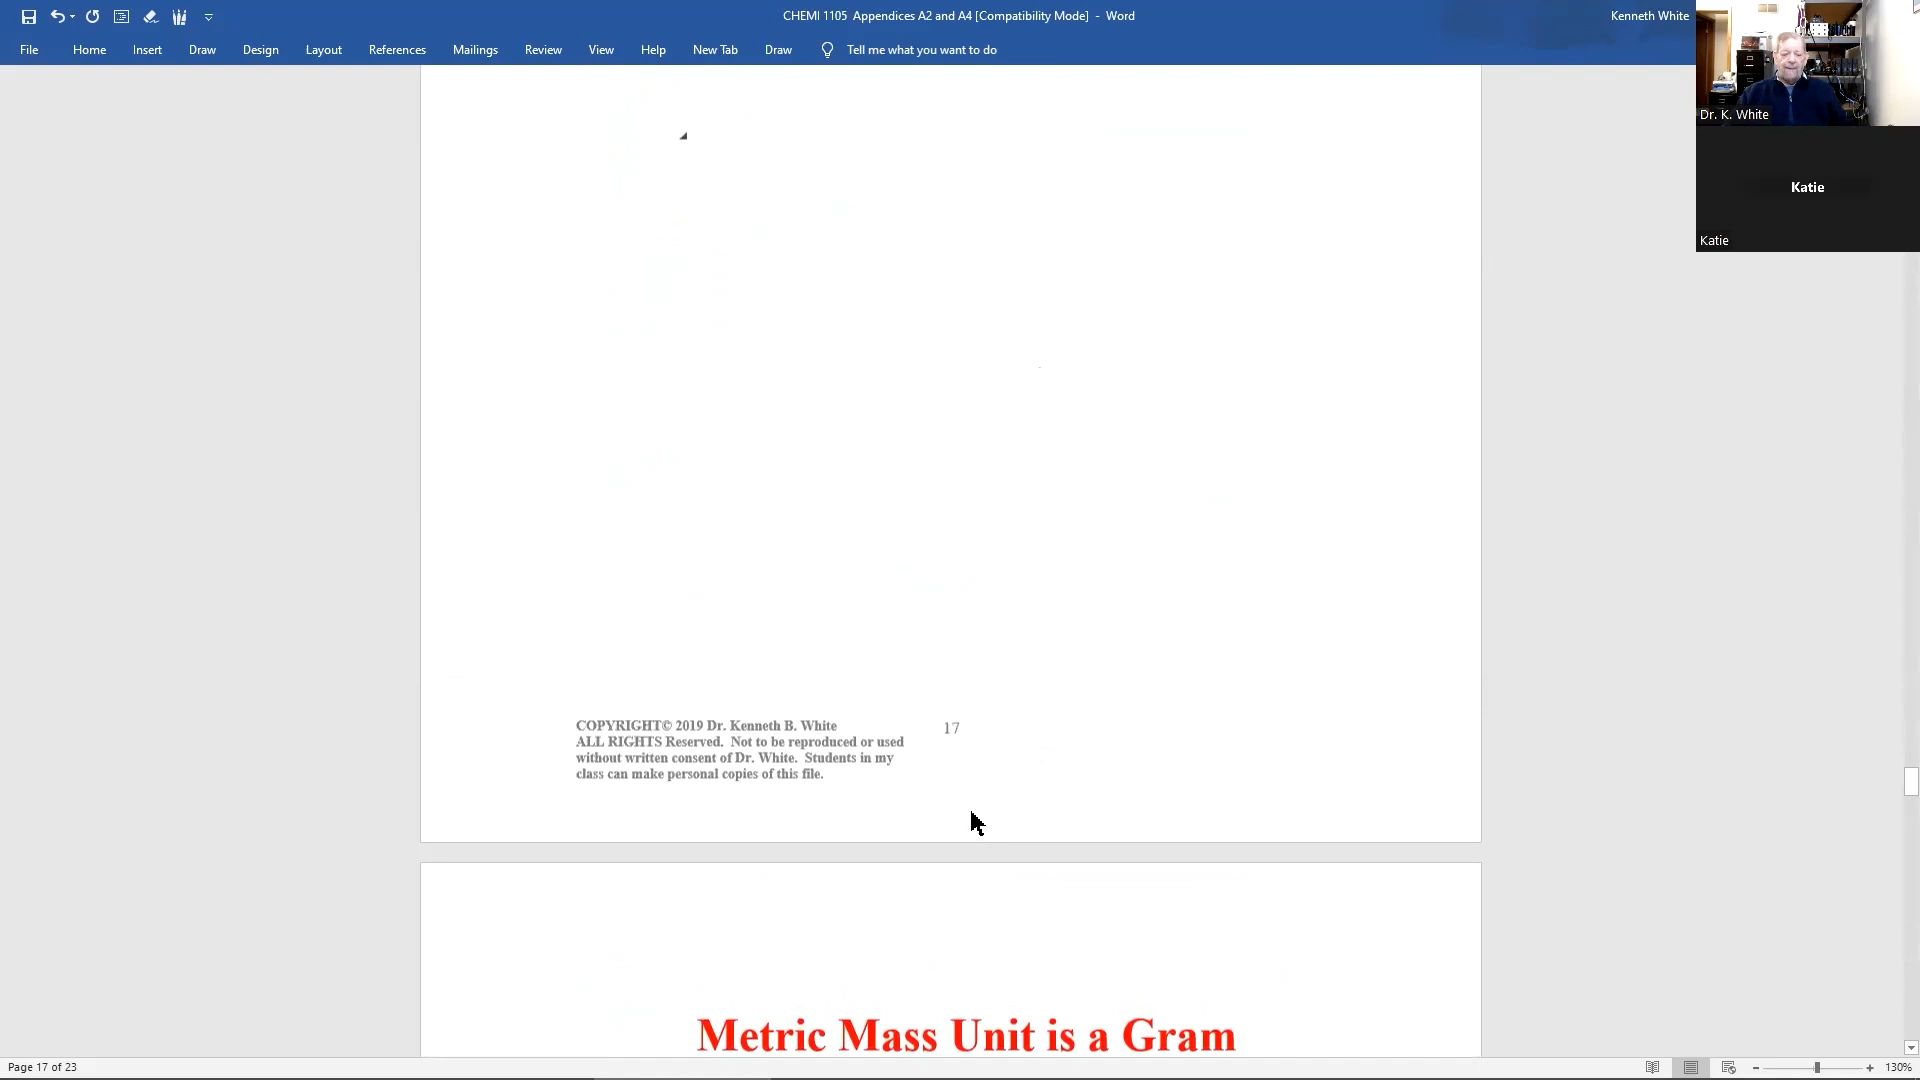 CHEMI 1105 Appendices A2 and A4 [Compatibility Mode] - Word
Kenneth White
File Home Insert Draw Design Layout References Mailings Review View Help New Tab Draw Tell me what you want to do
Dr. K. White
Katie
Katie
COPYRIGHT© 2019 Dr. Kenneth B. White
ALL RIGHTS Reserved. Not to be reproduced or used
without written consent of Dr. White. Students in my
class can make personal copies of this file.
17
Metric Mass Unit is a Gram
Page 17 of 23
130%